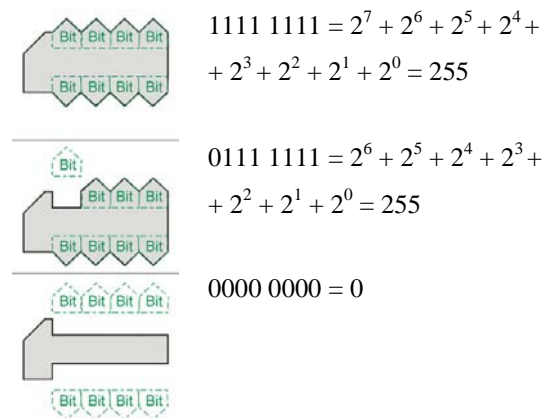 Bit Bit Bit Bit
1111 1111 = 2^7 + 2^6 + 2^5 + 2^4 +
+ 2^3 + 2^2 + 2^1 + 2^0 = 255
Bit Bit Bit Bit
Bit
0111 1111 = 2^6 + 2^5 + 2^4 + 2^3 +
Bit Bit Bit
+ 2^2 + 2^1 + 2^0 = 255
Bit Bit Bit Bit
Bit Bit Bit Bit
0000 0000 = 0
Bit Bit Bit Bit